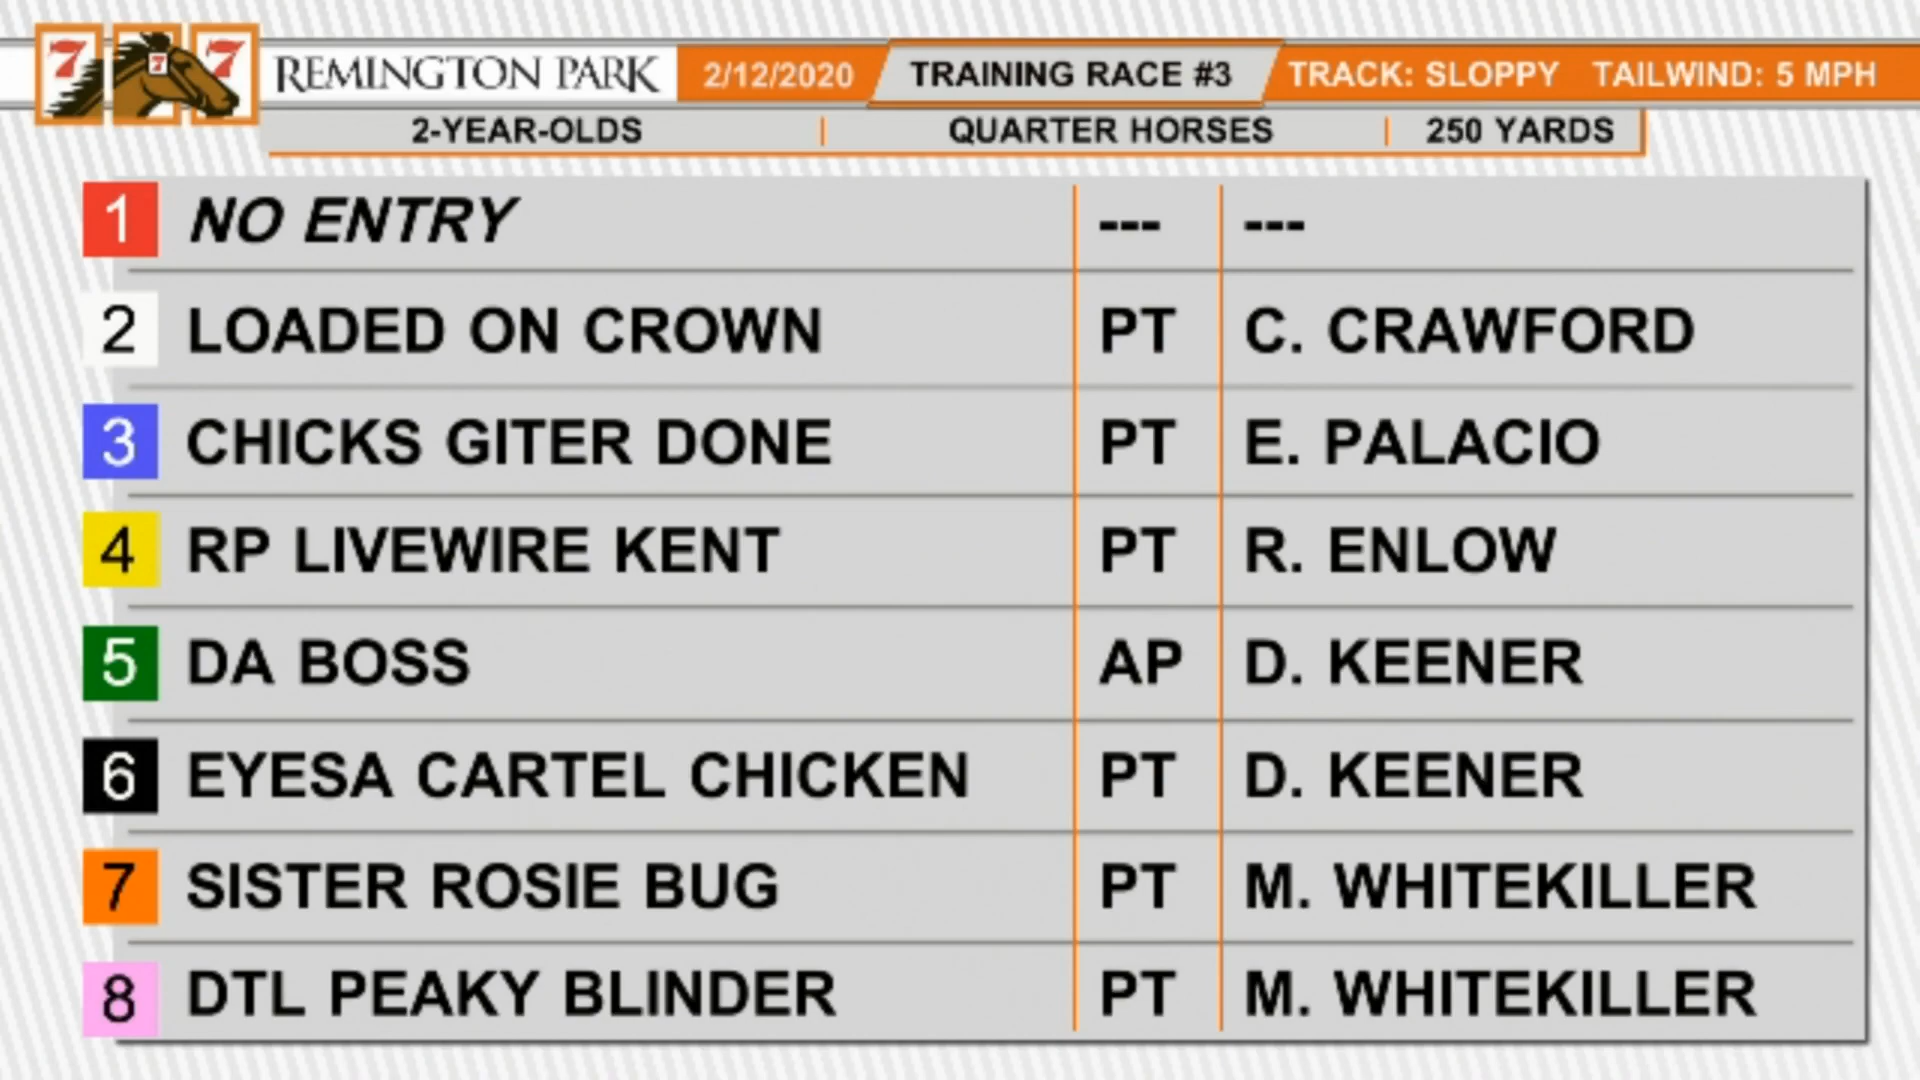 7 7 7 REMINGTON PARK 2/12/2020 TRAINING RACE #3 TRACK: SLOPPY TAILWIND: 5 MPH
2-YEAR-OLDS QUARTER HORSES 250 YARDS
1 NO ENTRY --- ---
2 LOADED ON CROWN PT C. CRAWFORD
3 CHICKS GITER DONE PT E. PALACIO
4 RP LIVEWIRE KENT PT R. ENLOW
5 DA BOSS AP D. KEENER
6 EYESA CARTEL CHICKEN PT D. KEENER
7 SISTER ROSIE BUG PT M. WHITEKILLER
8 DTL PEAKY BLINDER PT M. WHITEKILLER